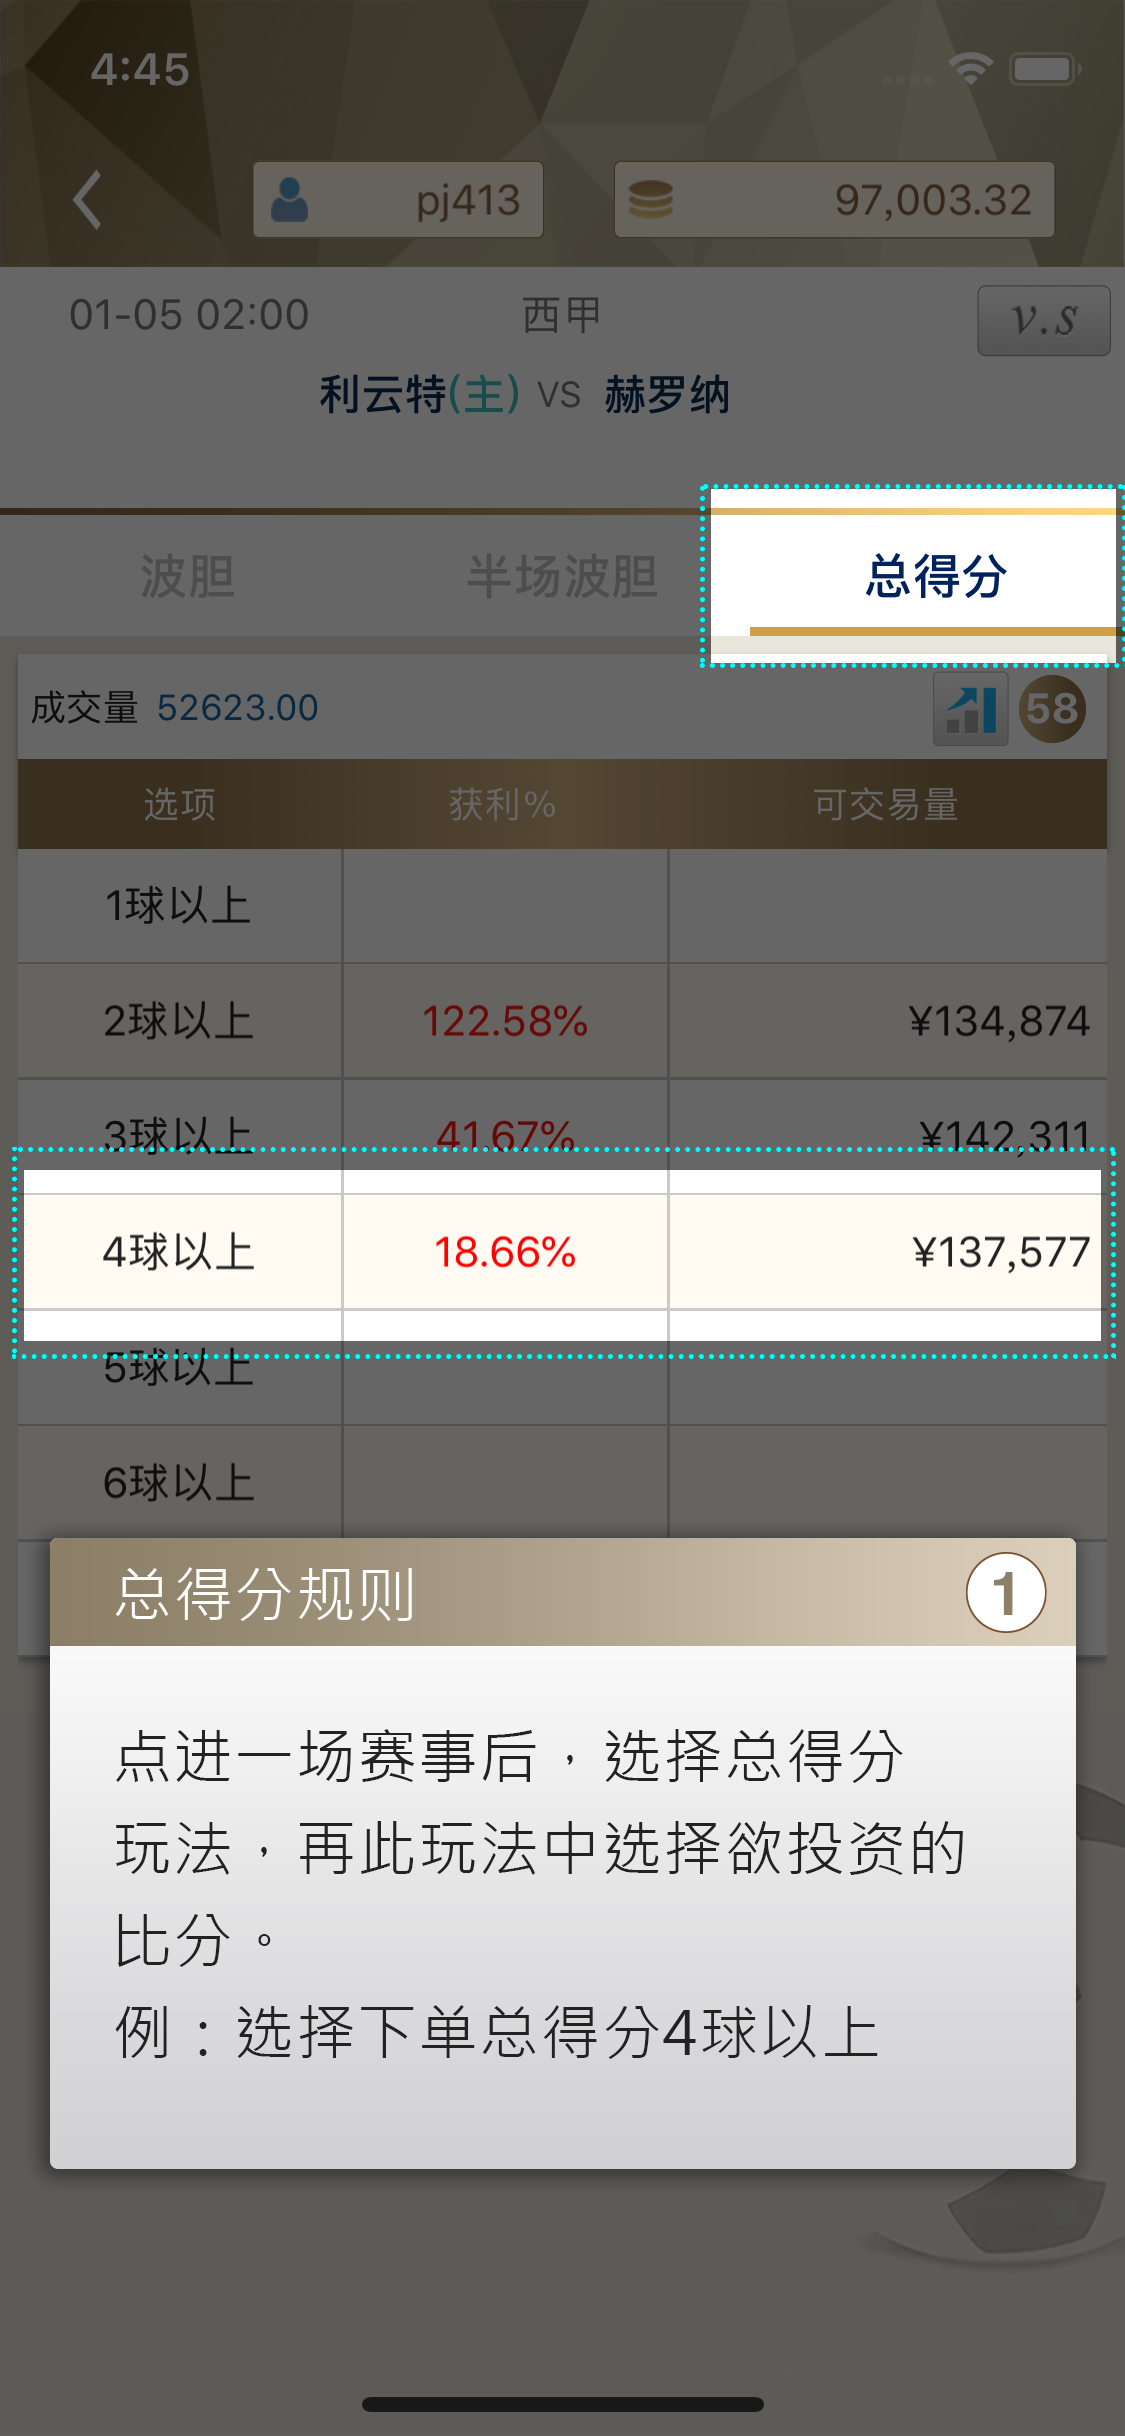 4:45
pj413
97,003.32
01-05 02:00 西甲 v.s
利云特(主) VS 赫罗纳
波胆 半场波胆 总得分
成交量 52623.00 58
选项 获利% 可交易量
1球以上
2球以上 122.58% ¥134,874
3球以上 41.67% ¥142,311
4球以上 18.66% ¥137,577
5球以上
6球以上
总得分规则 1
点进一场赛事后，选择总得分
玩法，再此玩法中选择欲投资的
比分。
例：选择下单总得分4球以上